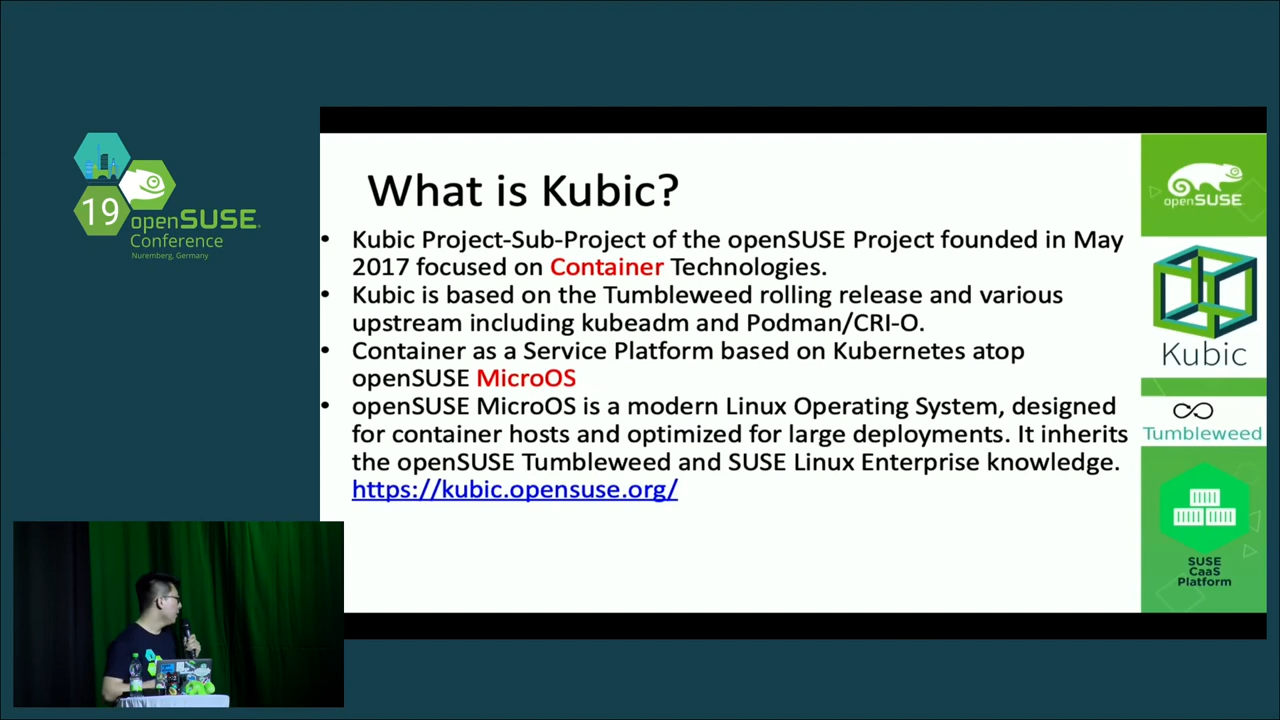 19
openSUSE
Conference
Nuremberg, Germany
What is Kubic?
• Kubic Project-Sub-Project of the openSUSE Project founded in May
2017 focused on Container Technologies.
• Kubic is based on the Tumbleweed rolling release and various
upstream including kubeadm and Podman/CRI-O.
• Container as a Service Platform based on Kubernetes atop
openSUSE MicroOS
• openSUSE MicroOS is a modern Linux Operating System, designed
for container hosts and optimized for large deployments. It inherits
the openSUSE Tumbleweed and SUSE Linux Enterprise knowledge.
https://kubic.opensuse.org/
openSUSE
Kubic
Tumbleweed
SUSE
CaaS
Platform